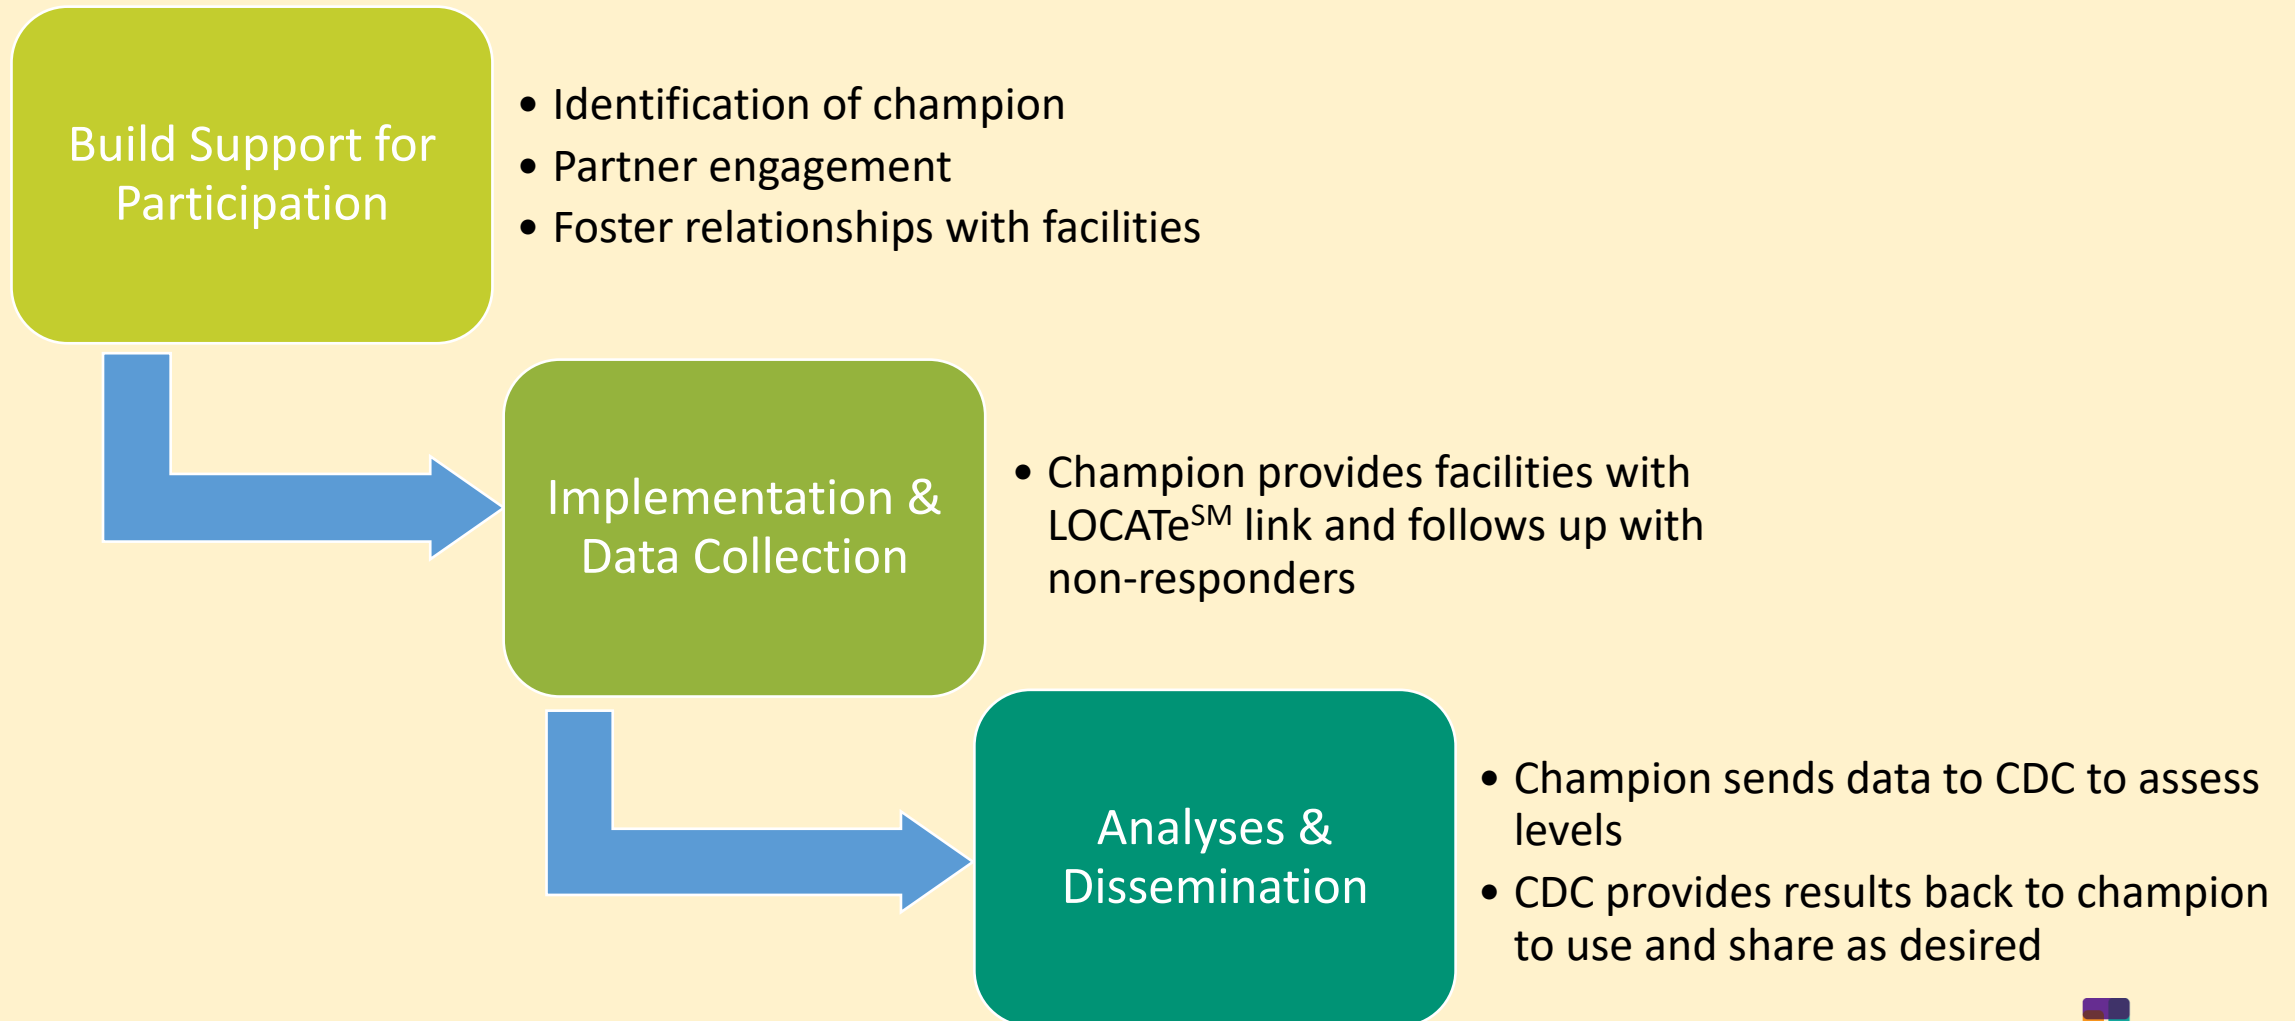 Build Support for
Participation
• Identification of champion
• Partner engagement
• Foster relationships with facilities
Implementation &
Data Collection
• Champion provides facilities with
LOCATeSM link and follows up with
non-responders
Analyses &
Dissemination
• Champion sends data to CDC to assess
levels
• CDC provides results back to champion
to use and share as desired